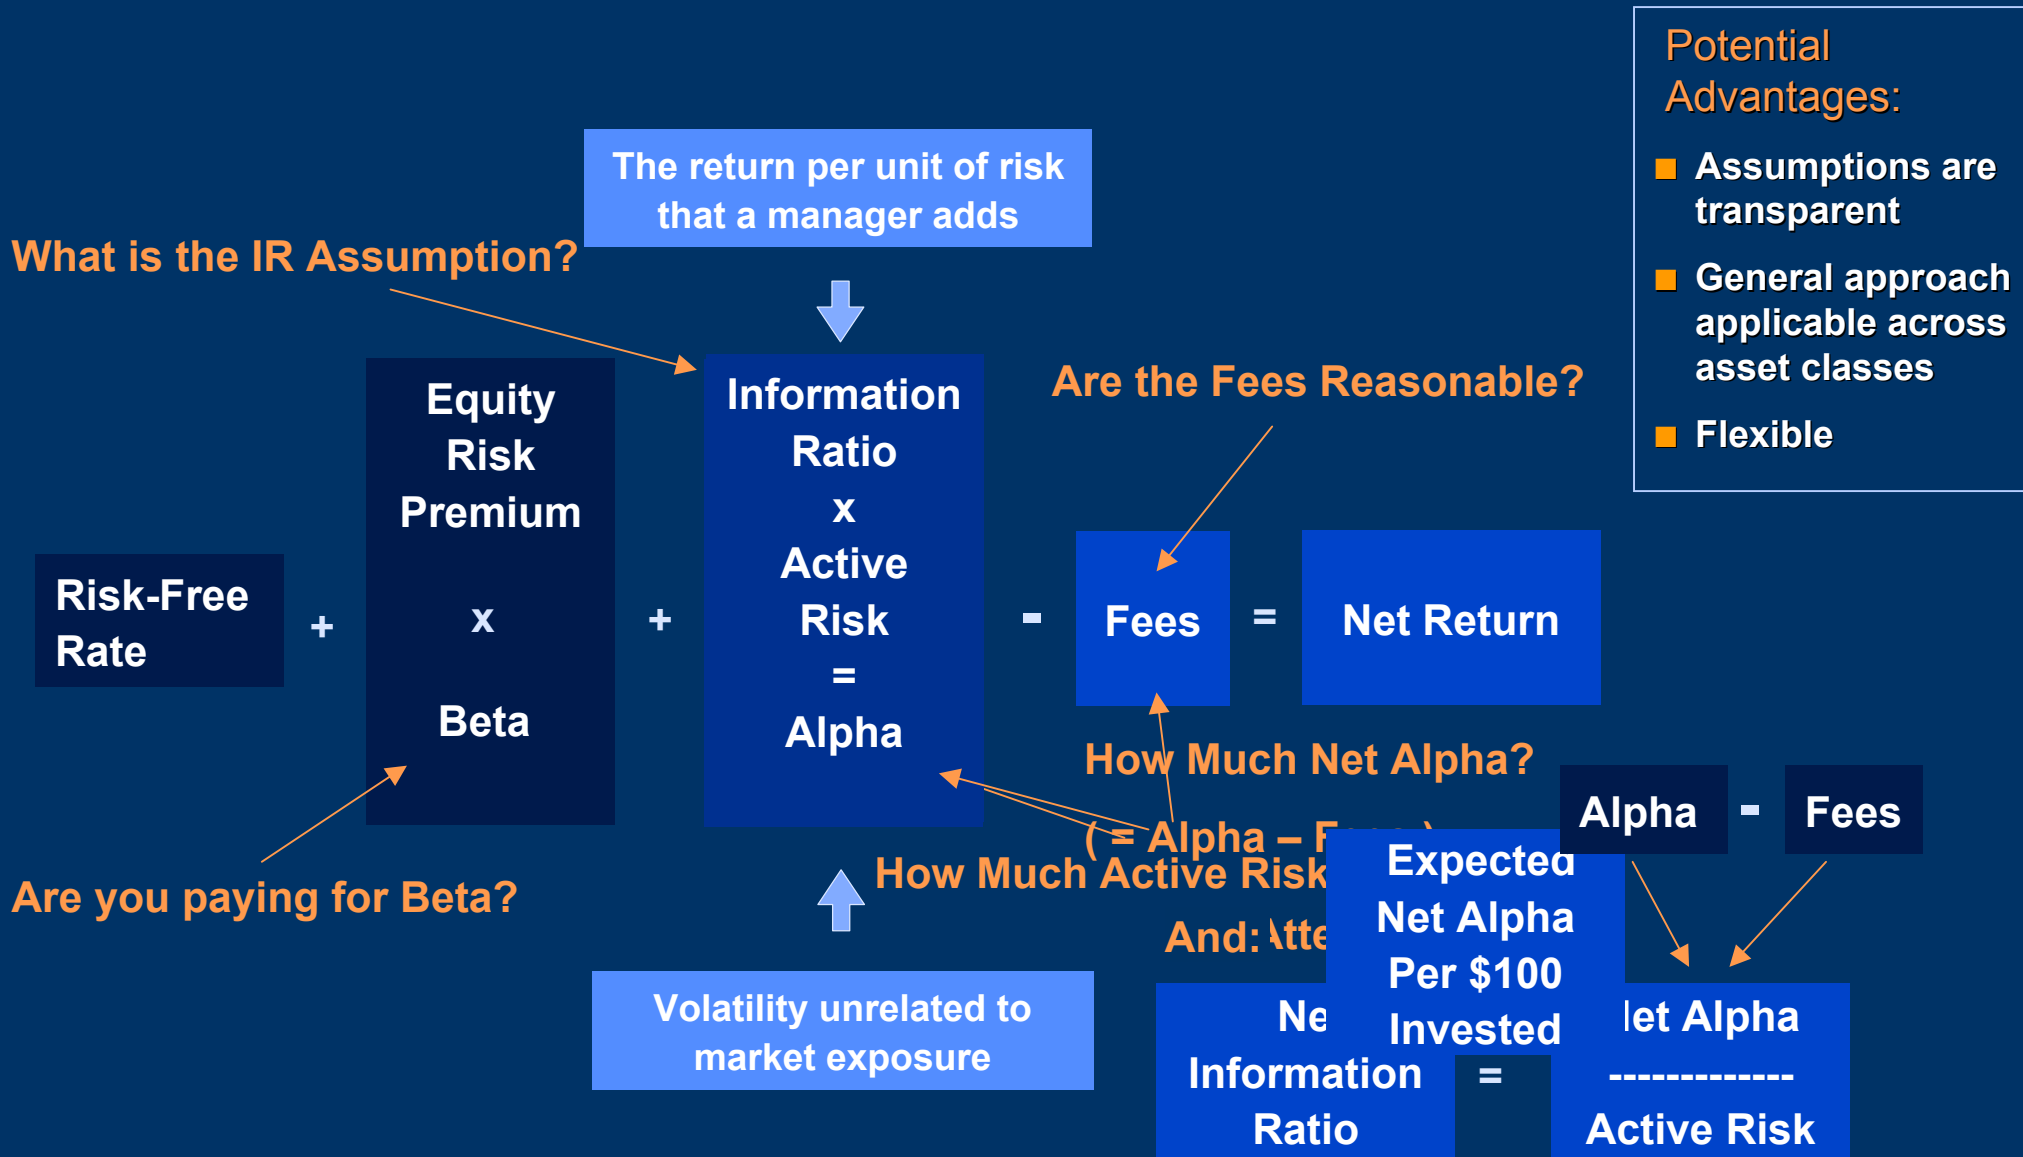 Potential
Advantages:
■ Assumptions are
transparent
■ General approach
applicable across
asset classes
■ Flexible
The return per unit of risk
that a manager adds
What is the IR Assumption?
Are the Fees Reasonable?
Risk-Free
Rate
+
Equity
Risk
Premium
x
Beta
+
Information
Ratio
x
Active
Risk
=
Alpha
-
Fees
=
Net Return
Are you paying for Beta?
How Much Net Alpha?
( = Alpha –
How Much Active Risk
And:
Volatility unrelated to
market exposure
Alpha
-
Fees
Expected
Net Alpha
Per $100
Invested
Information
Ratio
=
Alpha
-------------
Active Risk